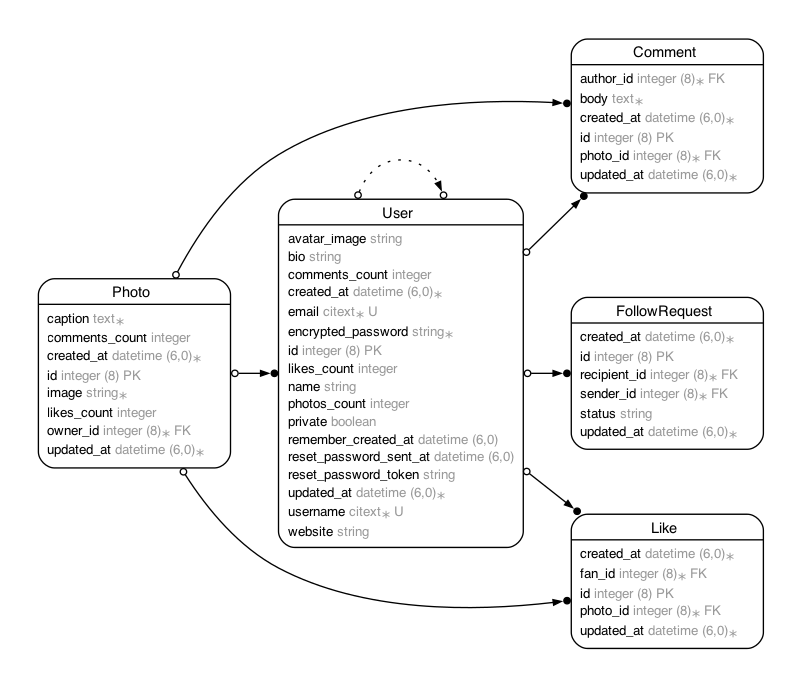 Comment
author_id integer (8)∗ FK
body text∗
created_at datetime (6,0)∗
id integer (8) PK
photo_id integer (8)∗ FK
updated_at datetime (6,0)∗
User
avatar_image string
bio string
comments_count integer
created_at datetime (6,0)∗
email citext∗ U
encrypted_password string∗
id integer (8) PK
likes_count integer
name string
photos_count integer
private boolean
remember_created_at datetime (6,0)
reset_password_sent_at datetime (6,0)
reset_password_token string
updated_at datetime (6,0)∗
username citext∗ U
website string
Photo
caption text∗
comments_count integer
created_at datetime (6,0)∗
id integer (8) PK
image string∗
likes_count integer
owner_id integer (8)∗ FK
updated_at datetime (6,0)∗
FollowRequest
created_at datetime (6,0)∗
id integer (8) PK
recipient_id integer (8)∗ FK
sender_id integer (8)∗ FK
status string
updated_at datetime (6,0)∗
Like
created_at datetime (6,0)∗
fan_id integer (8)∗ FK
id integer (8) PK
photo_id integer (8)∗ FK
updated_at datetime (6,0)∗